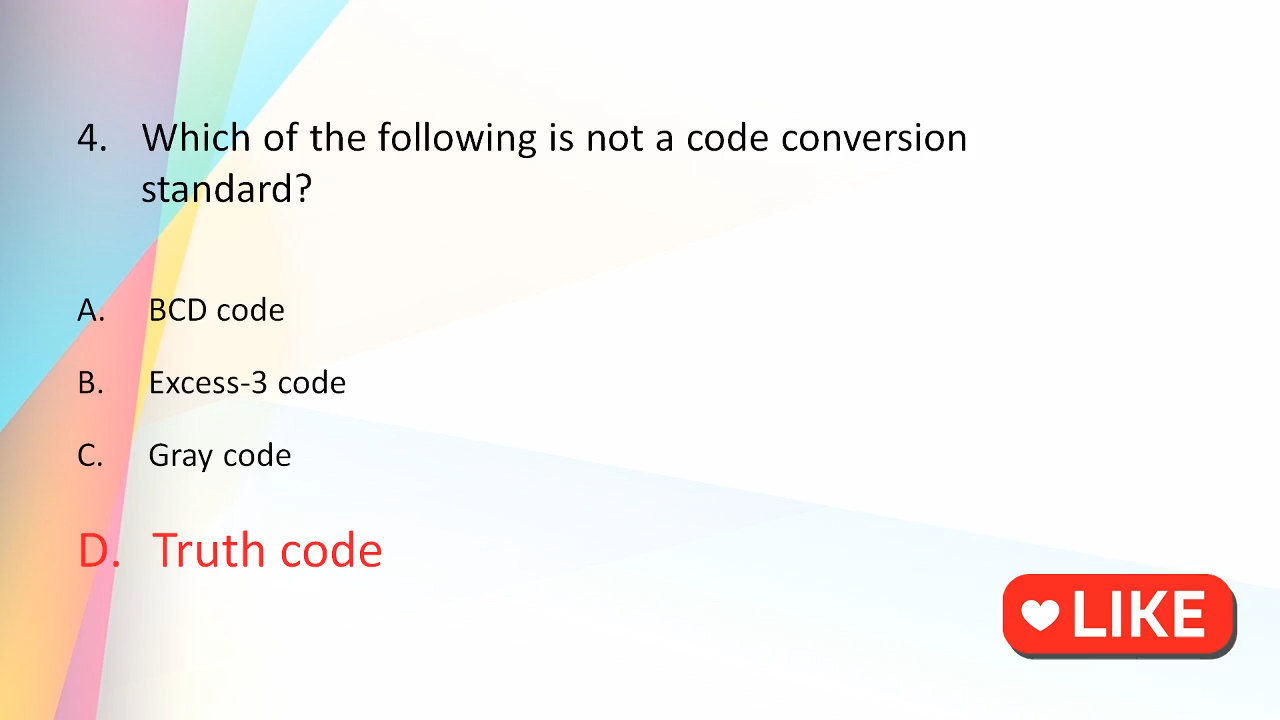 4. Which of the following is not a code conversion
standard?
A. BCD code
B. Excess-3 code
C. Gray code
D. Truth code
LIKE